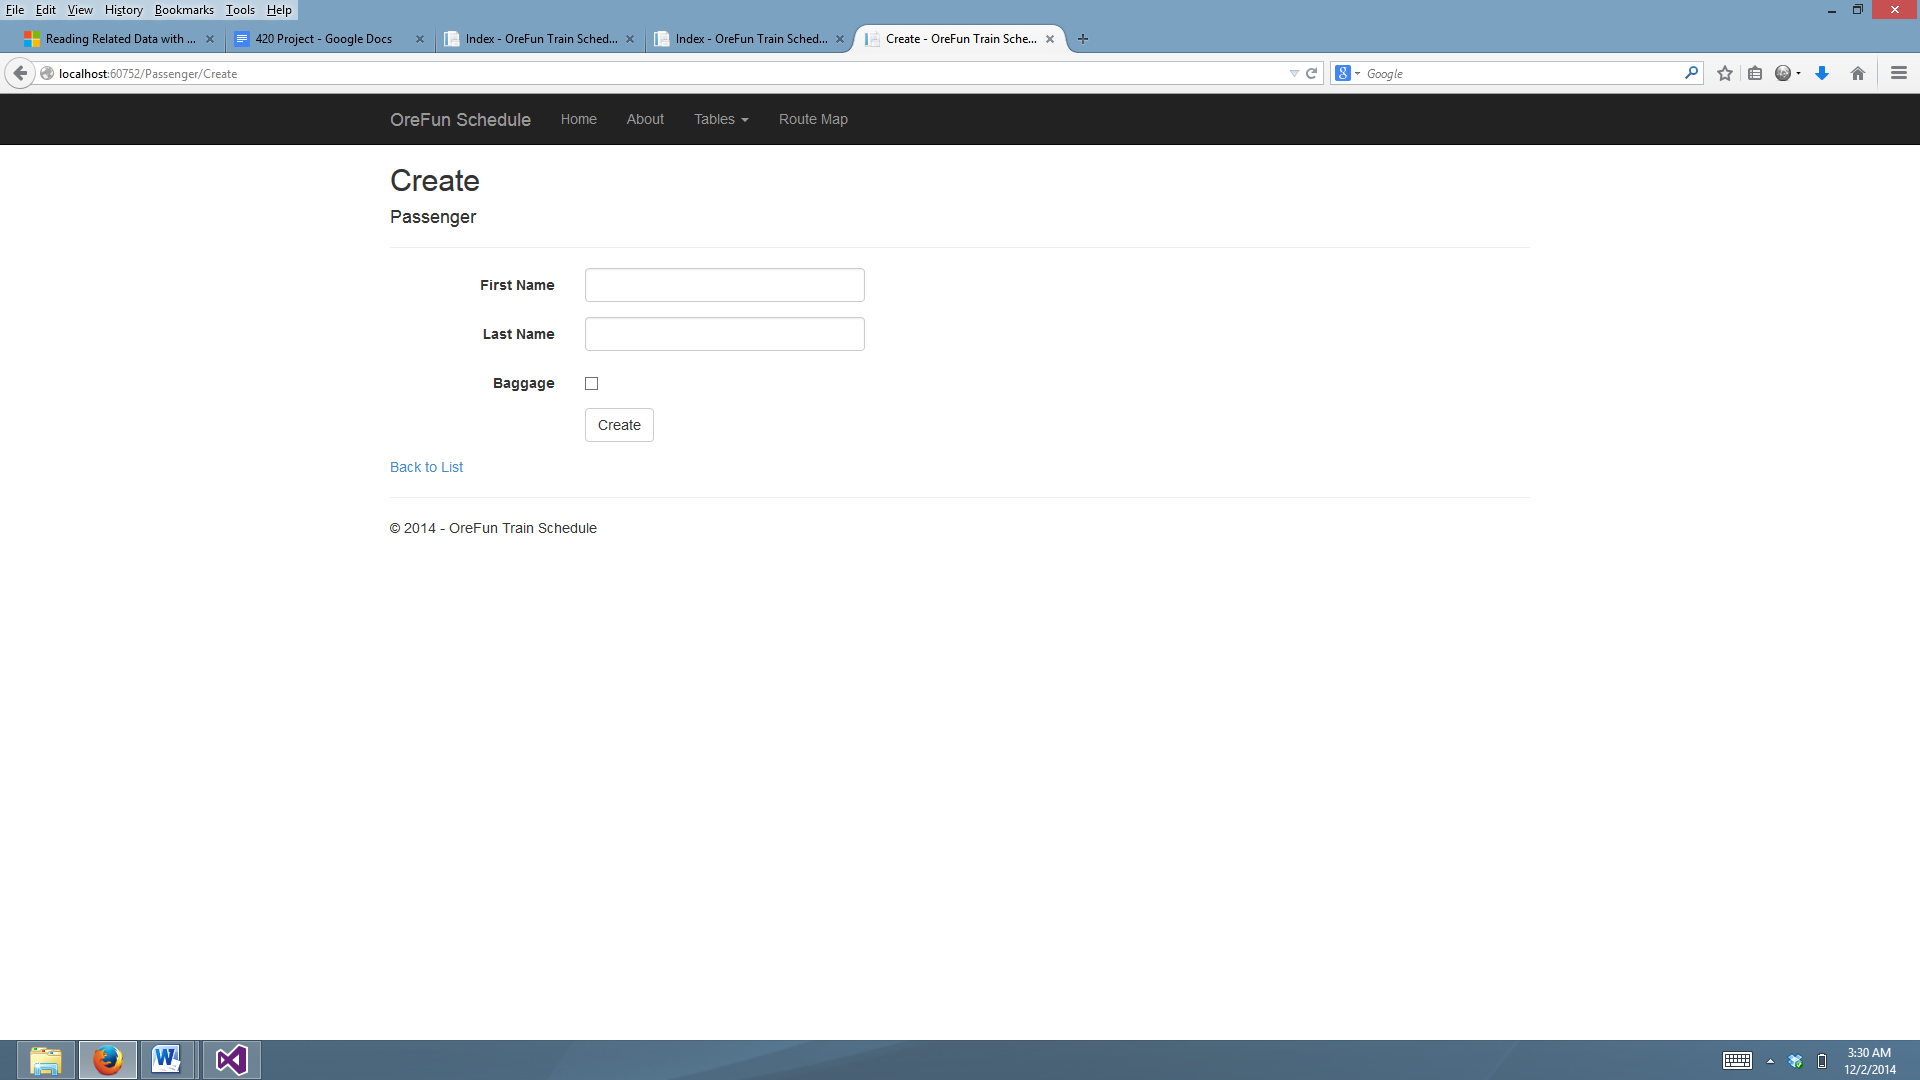 File Edit View History Bookmarks Tools Help
Reading Related Data with ... 420 Project - Google Docs Index - OreFun Train Sched... Index - OreFun Train Sched... Create - OreFun Train Sche...
localhost:60752/Passenger/Create Google
OreFun Schedule Home About Tables Route Map
Create
Passenger
First Name
Last Name
Baggage
Create
Back to List
© 2014 - OreFun Train Schedule
3:30 AM
12/2/2014